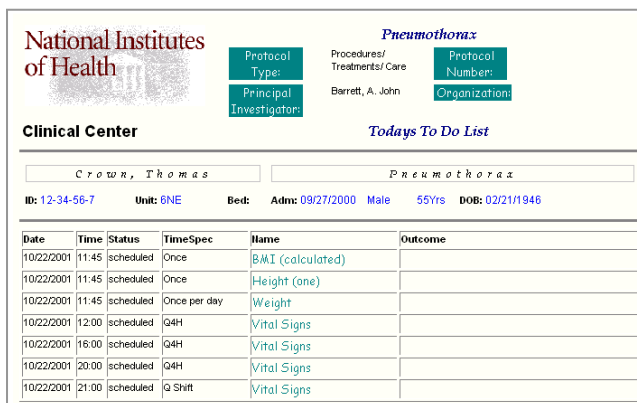 Pneumothorax
National Institutes
of Health
Protocol
Type:
Procedures/
Treatments/ Care
Protocol
Number:
Principal
Investigator:
Barrett, A. John
Organization:
Clinical Center
Todays To Do List
Crown, Thomas
Pneumothorax
ID: 12-34-56-7 Unit: 6NE Bed: Adm: 09/27/2000 Male 55Yrs DOB: 02/21/1946
Date Time Status TimeSpec Name Outcome
10/22/2001 11:45 scheduled Once BMI (calculated)
10/22/2001 11:45 scheduled Once Height (one)
10/22/2001 11:45 scheduled Once per day Weight
10/22/2001 12:00 scheduled Q4H Vital Signs
10/22/2001 16:00 scheduled Q4H Vital Signs
10/22/2001 20:00 scheduled Q4H Vital Signs
10/22/2001 21:00 scheduled Q Shift Vital Signs